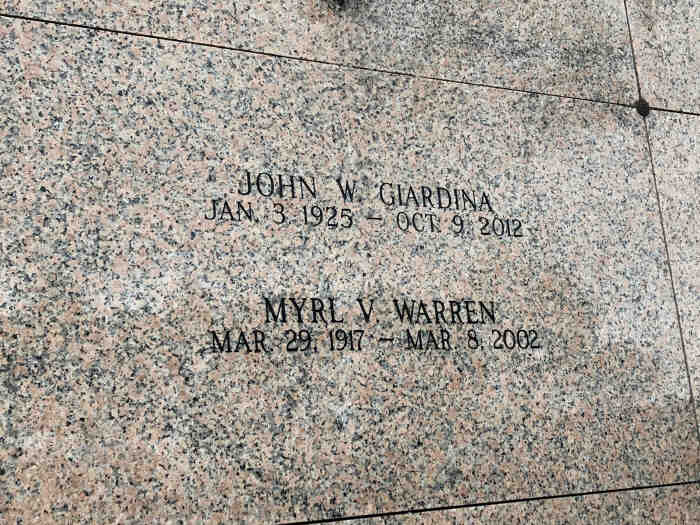 JOHN W. GIARDINA
JAN. 3, 1925 – OCT. 9, 2012
MYRL V. WARREN
MAR. 29, 1917 – MAR. 8, 2002